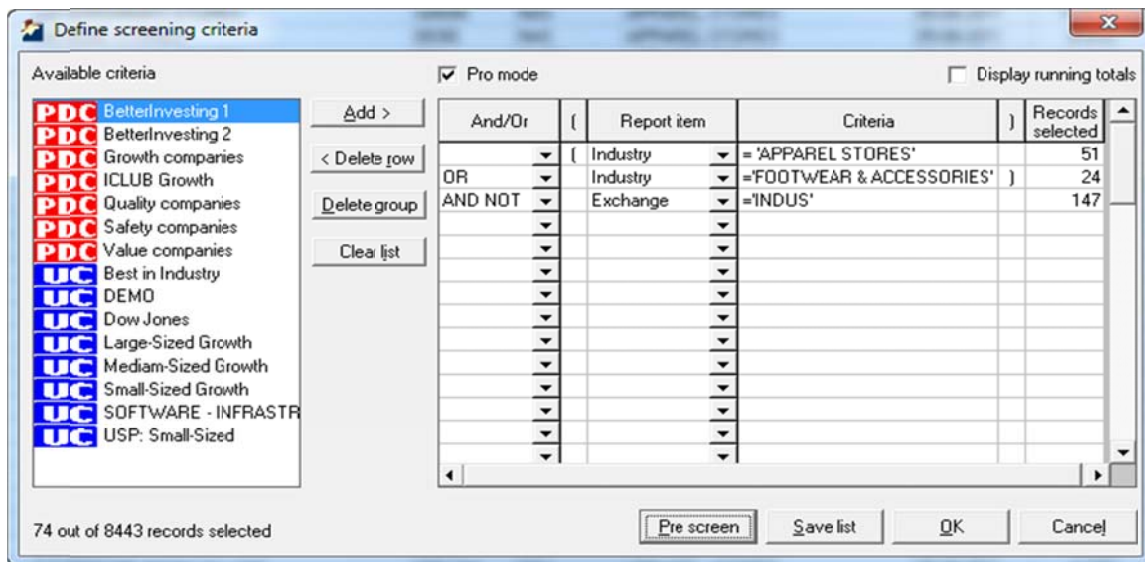 Define screening criteria
Available criteria
Pro mode
Display running totals
PDC BetterInvesting 1
PDC BetterInvesting 2
PDC Growth companies
PDC ICLUB Growth
PDC Quality companies
PDC Safety companies
PDC Value companies
UC Best in Industry
UC DEMO
UC Dow Jones
UC Large-Sized Growth
UC Mediam-Sized Growth
UC Small-Sized Growth
UC SOFTWARE - INFRASTR
UC USP: Small-Sized
Add >
< Delete row
Delete group
Clear list
And/Or ( Report item Criteria ) Records selected
( Industry = 'APPAREL STORES' 51
OR Industry ='FOOTWEAR & ACCESSORIES' ) 24
AND NOT Exchange ='INDUS' 147
74 out of 8443 records selected
Pre screen
Save list
OK
Cancel